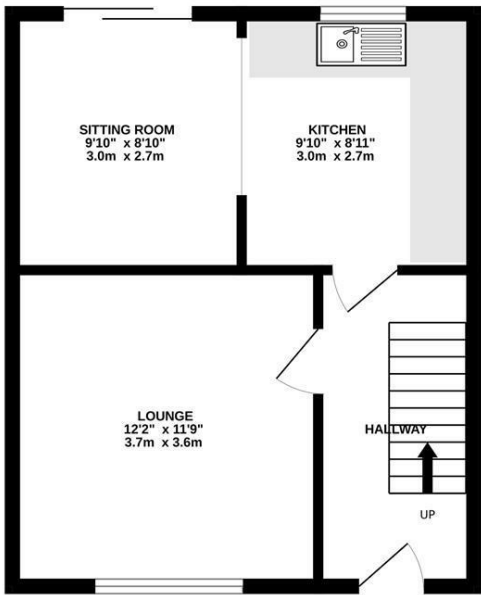 SITTING ROOM
9'10" x 8'10"
3.0m x 2.7m
KITCHEN
9'10" x 8'11"
3.0m x 2.7m
LOUNGE
12'2" x 11'9"
3.7m x 3.6m
HALLWAY
UP